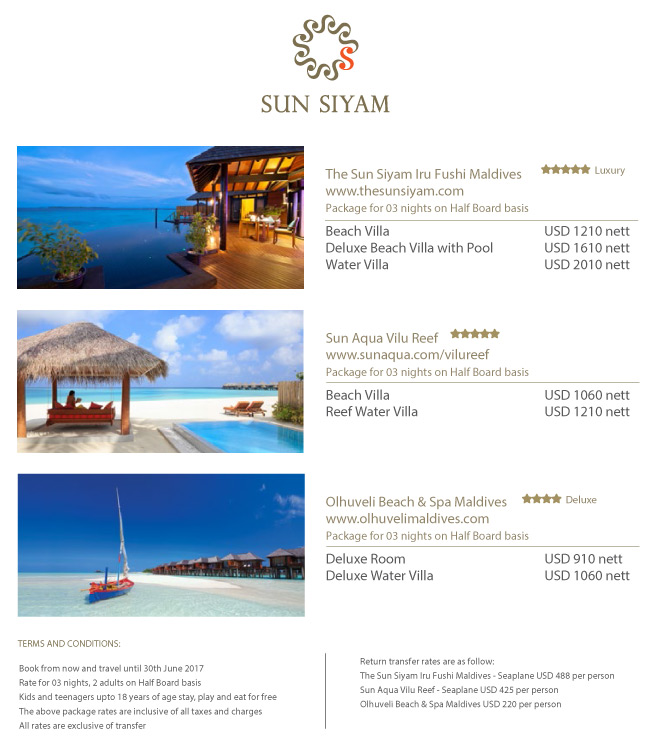 SUN SIYAM
The Sun Siyam Iru Fushi Maldives Luxury
www.thesunsiyam.com
Package for 03 nights on Half Board basis
Beach Villa USD 1210 nett
Deluxe Beach Villa with Pool USD 1610 nett
Water Villa USD 2010 nett
Sun Aqua Vilu Reef
www.sunaqua.com/vilureef
Package for 03 nights on Half Board basis
Beach Villa USD 1060 nett
Reef Water Villa USD 1210 nett
Olhuveli Beach & Spa Maldives Deluxe
www.olhuvelimaldives.com
Package for 03 nights on Half Board basis
Deluxe Room USD 910 nett
Deluxe Water Villa USD 1060 nett
TERMS AND CONDITIONS:
Book from now and travel until 30th June 2017
Rate for 03 nights, 2 adults on Half Board basis
Kids and teenagers upto 18 years of age stay, play and eat for free
The above package rates are inclusive of all taxes and charges
All rates are exclusive of transfer
Return transfer rates are as follow:
The Sun Siyam Iru Fushi Maldives - Seaplane USD 488 per person
Sun Aqua Vilu Reef - Seaplane USD 425 per person
Olhuveli Beach & Spa Maldives USD 220 per person